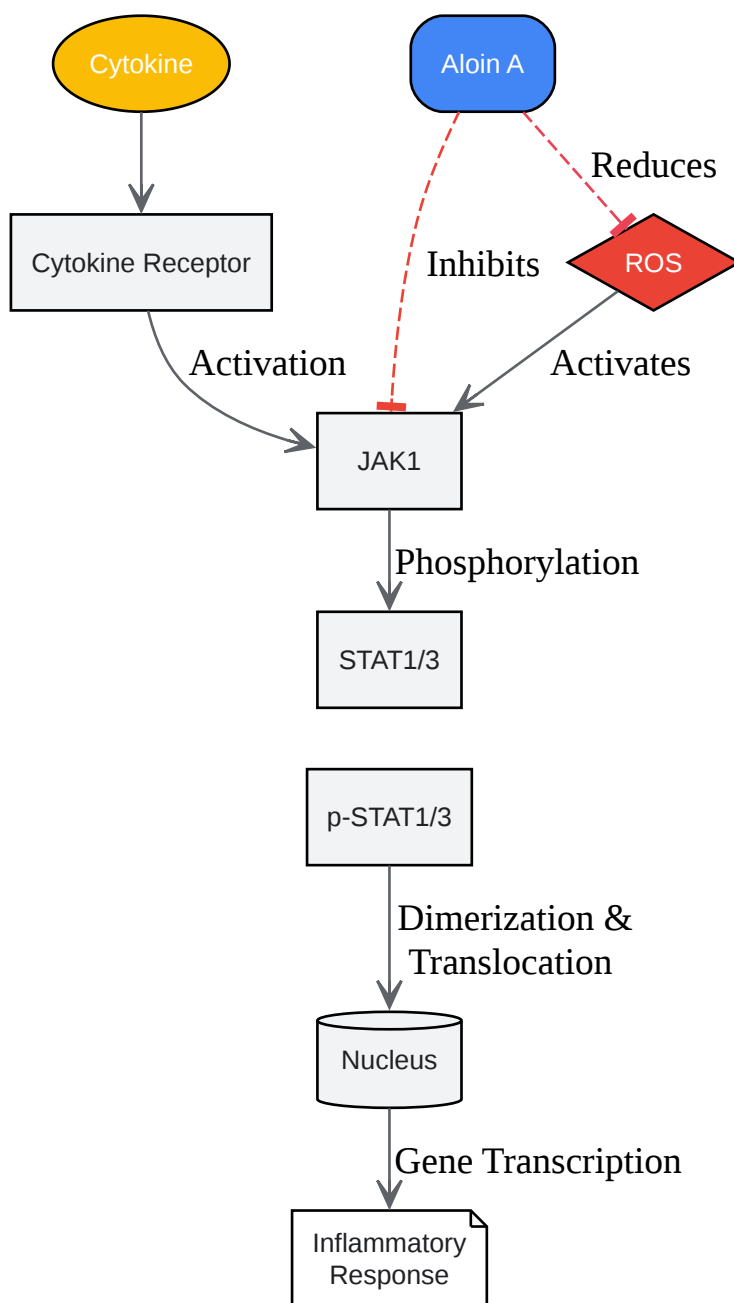 Cytokine
Aloin A
Reduces
Cytokine Receptor
Inhibits
ROS
Activation
Activates
JAK1
Phosphorylation
STAT1/3
p-STAT1/3
Dimerization &
Translocation
Nucleus
Gene Transcription
Inflammatory
Response